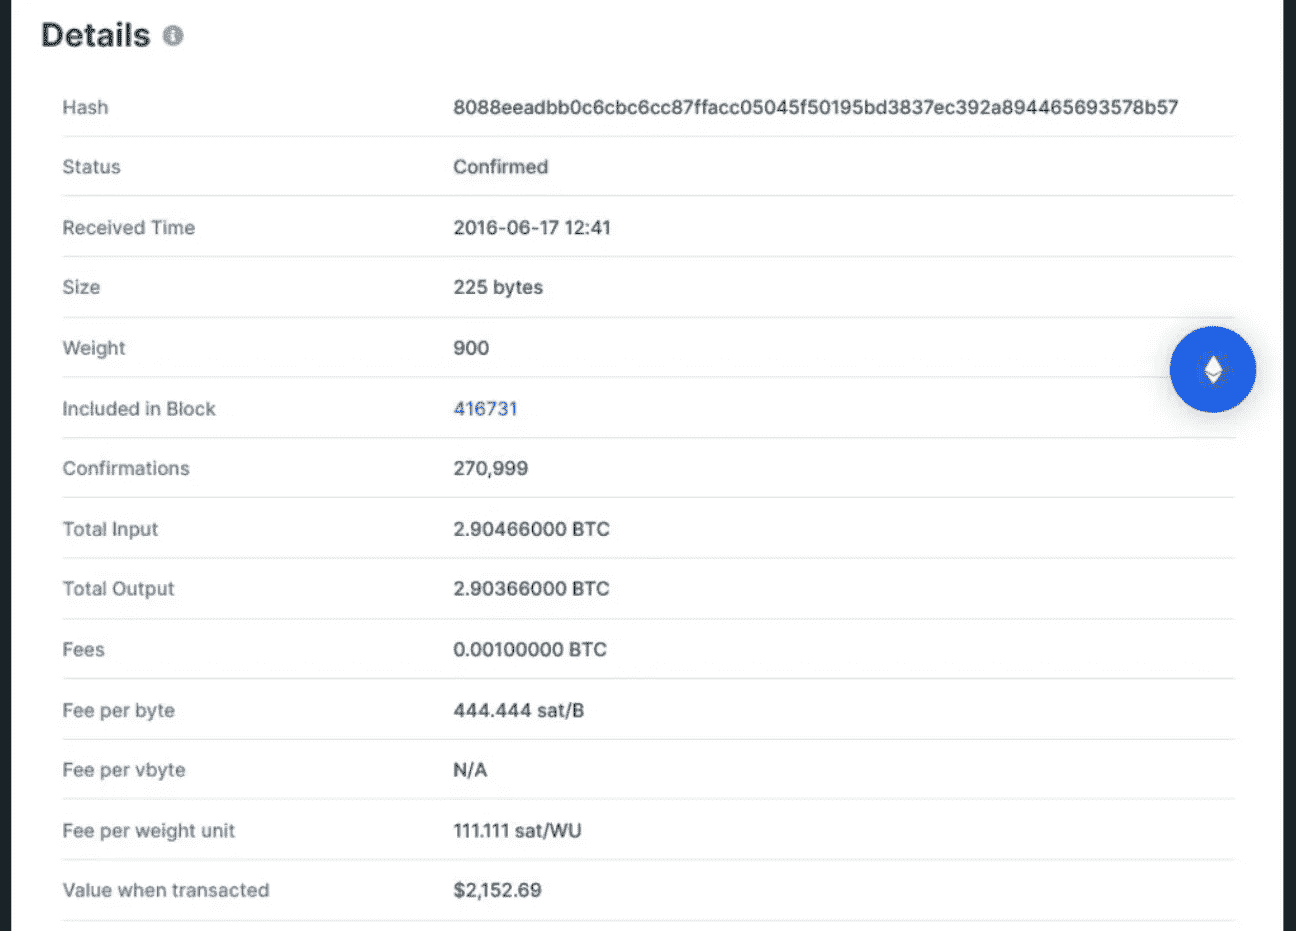 Details
Hash 8088eeadbb0c6cbc6cc87ffacc05045f50195bd3837ec392a894465693578b57
Status Confirmed
Received Time 2016-06-17 12:41
Size 225 bytes
Weight 900
Included in Block 416731
Confirmations 270,999
Total Input 2.90466000 BTC
Total Output 2.90366000 BTC
Fees 0.00100000 BTC
Fee per byte 444.444 sat/B
Fee per vbyte N/A
Fee per weight unit 111.111 sat/WU
Value when transacted $2,152.69